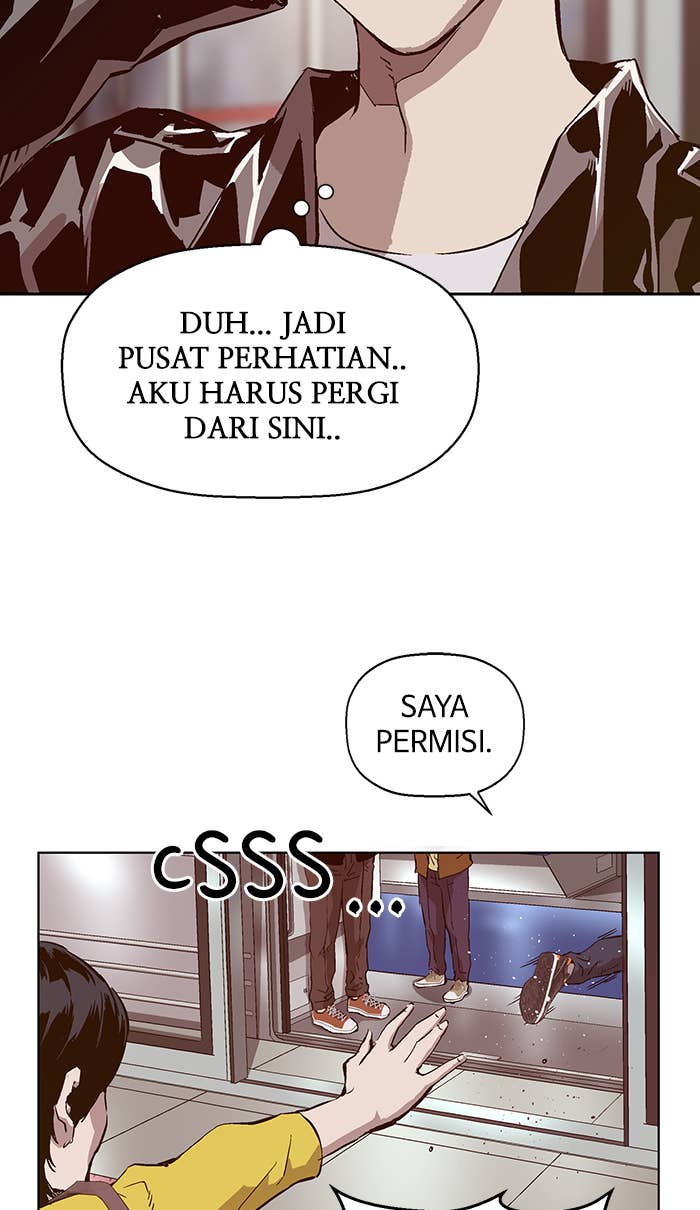 DUH... JADI
PUSAT PERHATIAN..
AKU HARUS PERGI
DARI SINI..
SAYA
PERMISI.
CSSS...